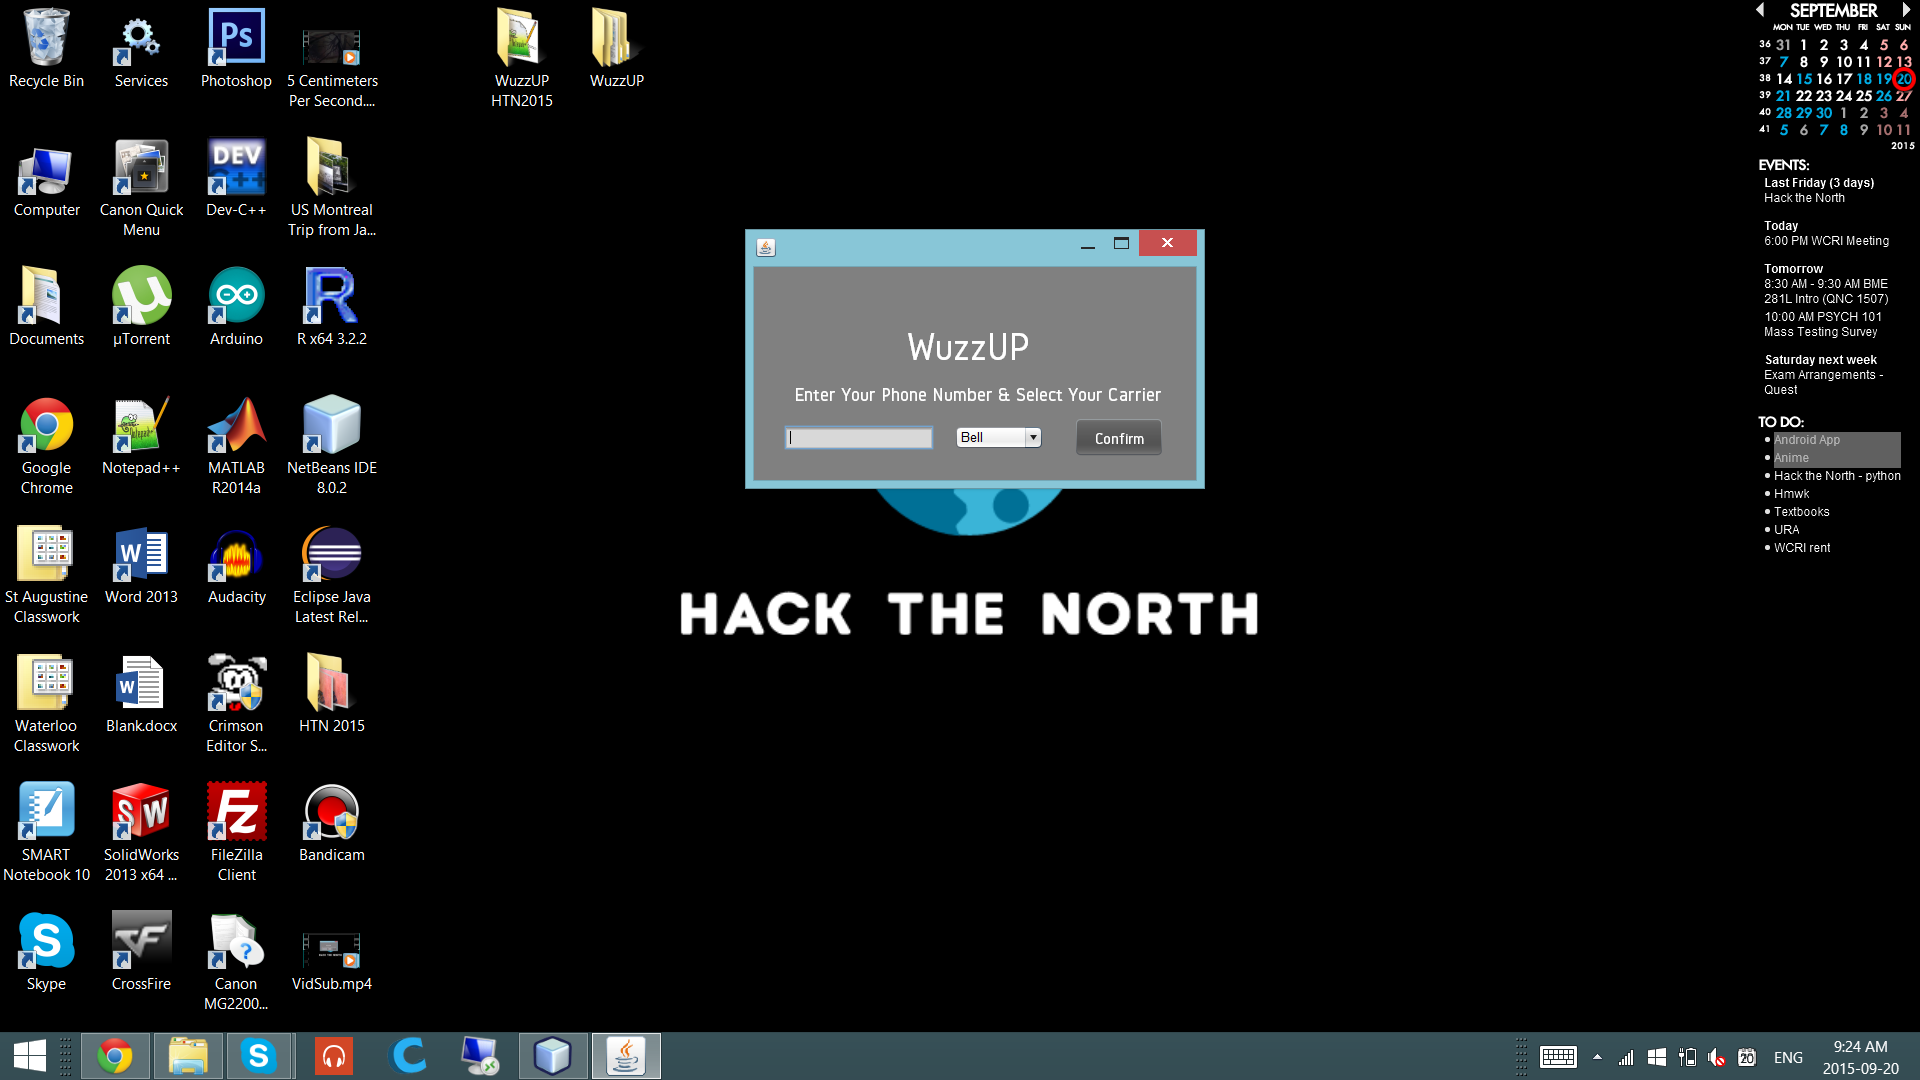 Recycle Bin
Services
Ps
Photoshop
5 Centimeters
Per Second....
WuzzUP
HTN2015
WuzzUP
Computer
Canon Quick
Menu
DEV
C++
Dev-C++
US Montreal
Trip from Ja...
Documents
µTorrent
Arduino
R x64 3.2.2
Google
Chrome
Notepad++
MATLAB
R2014a
NetBeans IDE
8.0.2
St Augustine
Classwork
Word 2013
Audacity
Eclipse Java
Latest Rel...
Waterloo
Classwork
Blank.docx
Crimson
Editor S...
HTN 2015
SMART
Notebook 10
SolidWorks
2013 x64 ...
FileZilla
Client
Bandicam
Skype
CrossFire
Canon
MG2200...
VidSub.mp4
WuzzUP
Enter Your Phone Number & Select Your Carrier
Bell
Confirm
HACK THE NORTH
SEPTEMBER
MON TUE WED THU FRI SAT SUN
36 31 1 2 3 4 5 6
37 7 8 9 10 11 12 13
38 14 15 16 17 18 19 20
39 21 22 23 24 25 26 27
40 28 29 30 1 2 3 4
41 5 6 7 8 9 10 11
2015
EVENTS:
Last Friday (3 days)
Hack the North
Today
6:00 PM WCRI Meeting
Tomorrow
8:30 AM - 9:30 AM BME
281L Intro (QNC 1507)
10:00 AM PSYCH 101
Mass Testing Survey
Saturday next week
Exam Arrangements -
Quest
TO DO:
Android App
Anime
Hack the North - python
Hmwk
Textbooks
URA
WCRI rent
20
ENG
9:24 AM
2015-09-20